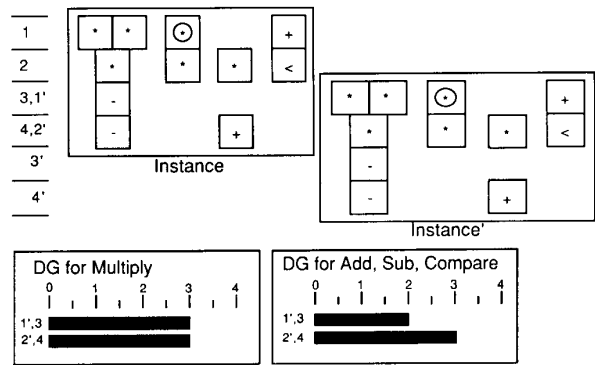 1 * * * +
2 * * * <
3,1' - * * * +
4,2' - + * * * <
3' -
4' - +
Instance
Instance'
DG for Multiply
0 1 2 3 4
1',3
2',4
DG for Add, Sub, Compare
0 1 2 3 4
1',3
2',4